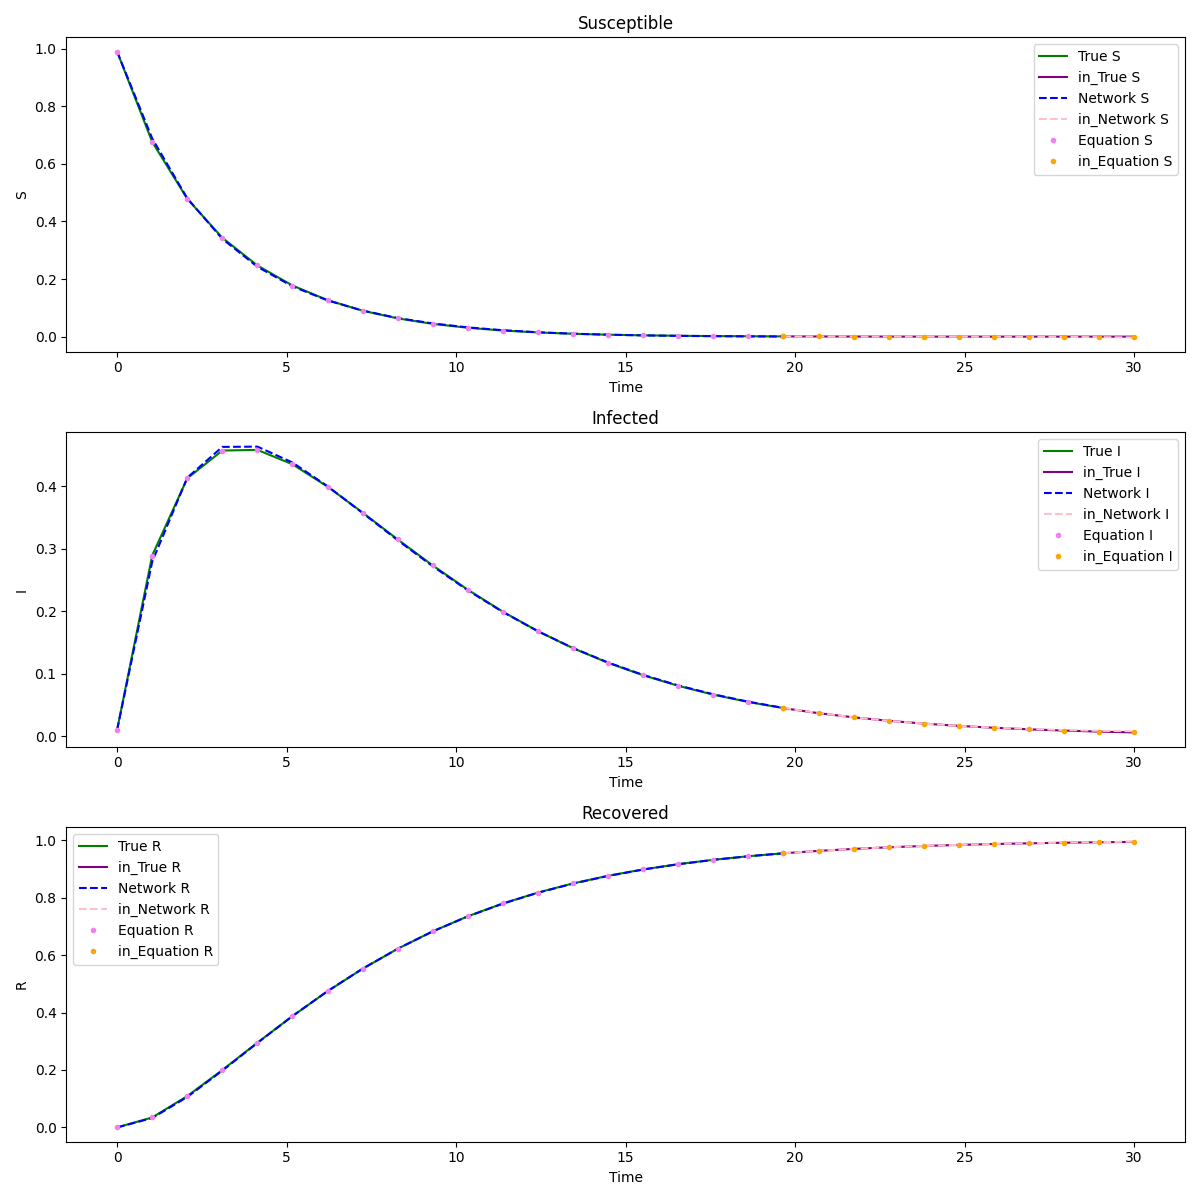 Susceptible
1.0
0.8
0.6
0.4
0.2
0.0
S
0 5 10 15 20 25 30
Time
True S
in_True S
Network S
in_Network S
Equation S
in_Equation S
Infected
0.4
0.3
0.2
0.1
0.0
I
0 5 10 15 20 25 30
Time
True I
in_True I
Network I
in_Network I
Equation I
in_Equation I
Recovered
1.0
0.8
0.6
0.4
0.2
0.0
R
0 5 10 15 20 25 30
Time
True R
in_True R
Network R
in_Network R
Equation R
in_Equation R